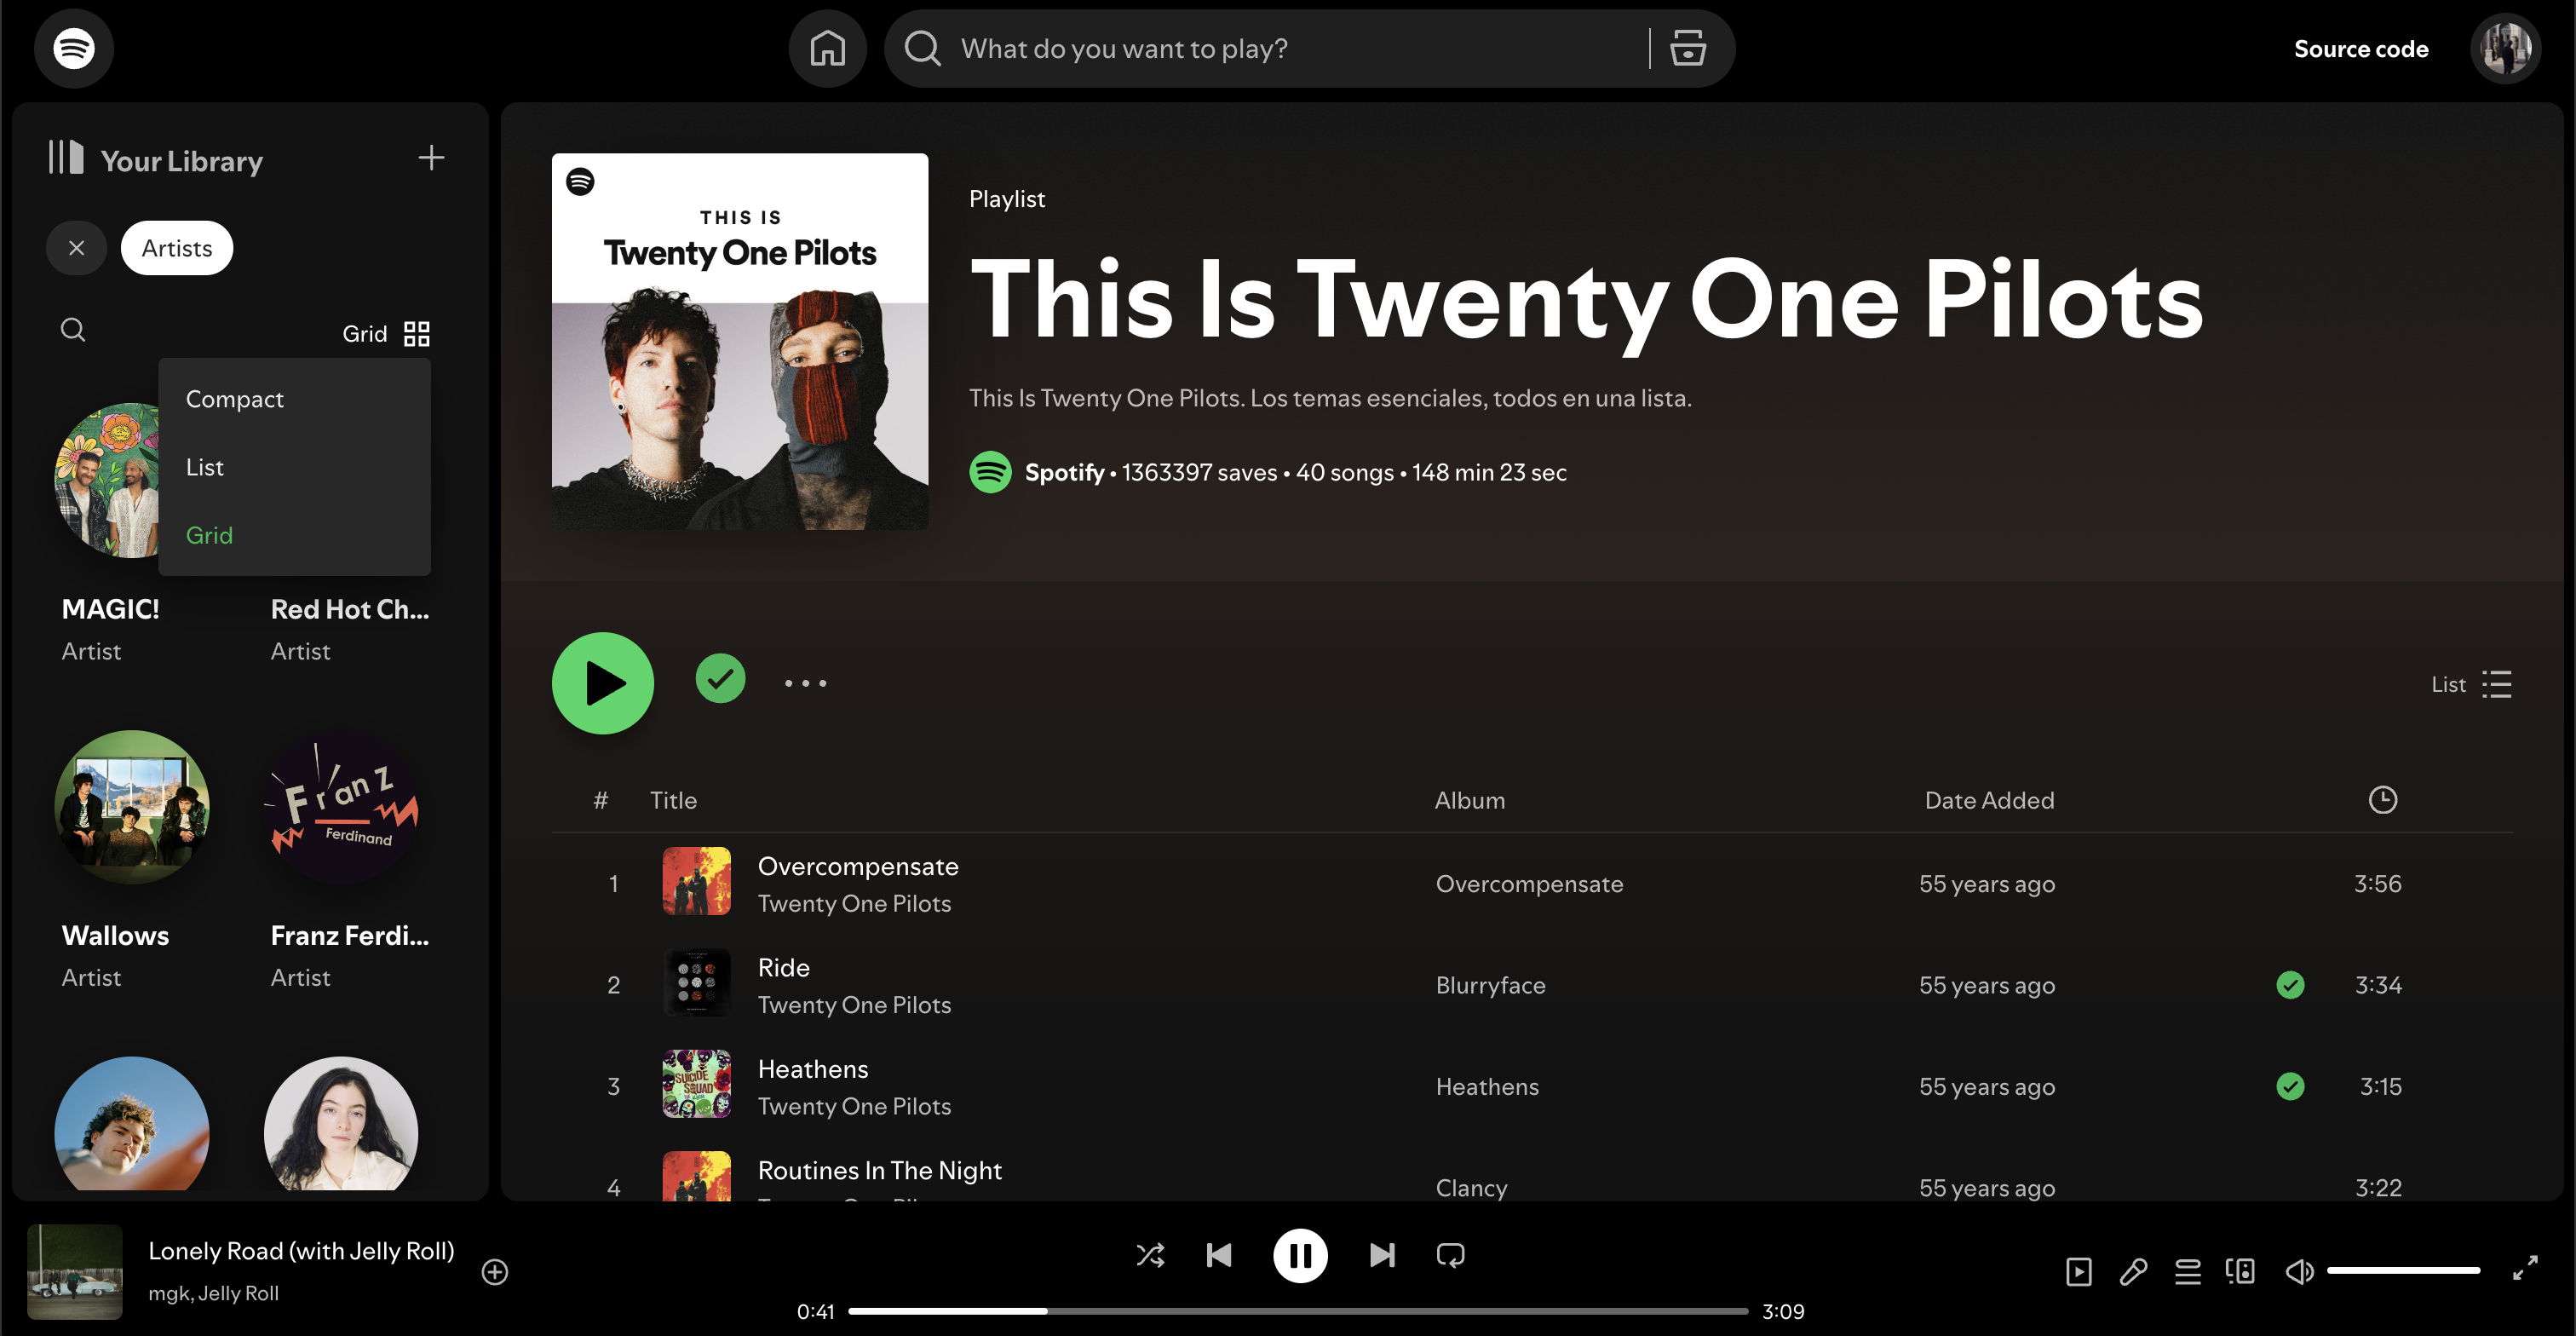 What do you want to play?
Source code
Your Library
Artists
Grid
Compact
List
Grid
MAGIC!
Artist
Red Hot Ch...
Artist
Wallows
Artist
Franz Ferdi...
Artist
Franz
Ferdinand
THIS IS
Twenty One Pilots
Playlist
This Is Twenty One Pilots
This Is Twenty One Pilots. Los temas esenciales, todos en una lista.
Spotify • 1363397 saves • 40 songs • 148 min 23 sec
List
# Title Album Date Added
1 Overcompensate Overcompensate 55 years ago 3:56
Twenty One Pilots
2 Ride Blurryface 55 years ago 3:34
Twenty One Pilots
3 Heathens Heathens 55 years ago 3:15
Twenty One Pilots
SUICIDE
SQUAD
4 Routines In The Night Clancy 55 years ago 3:22
Lonely Road (with Jelly Roll)
mgk, Jelly Roll
0:41
3:09